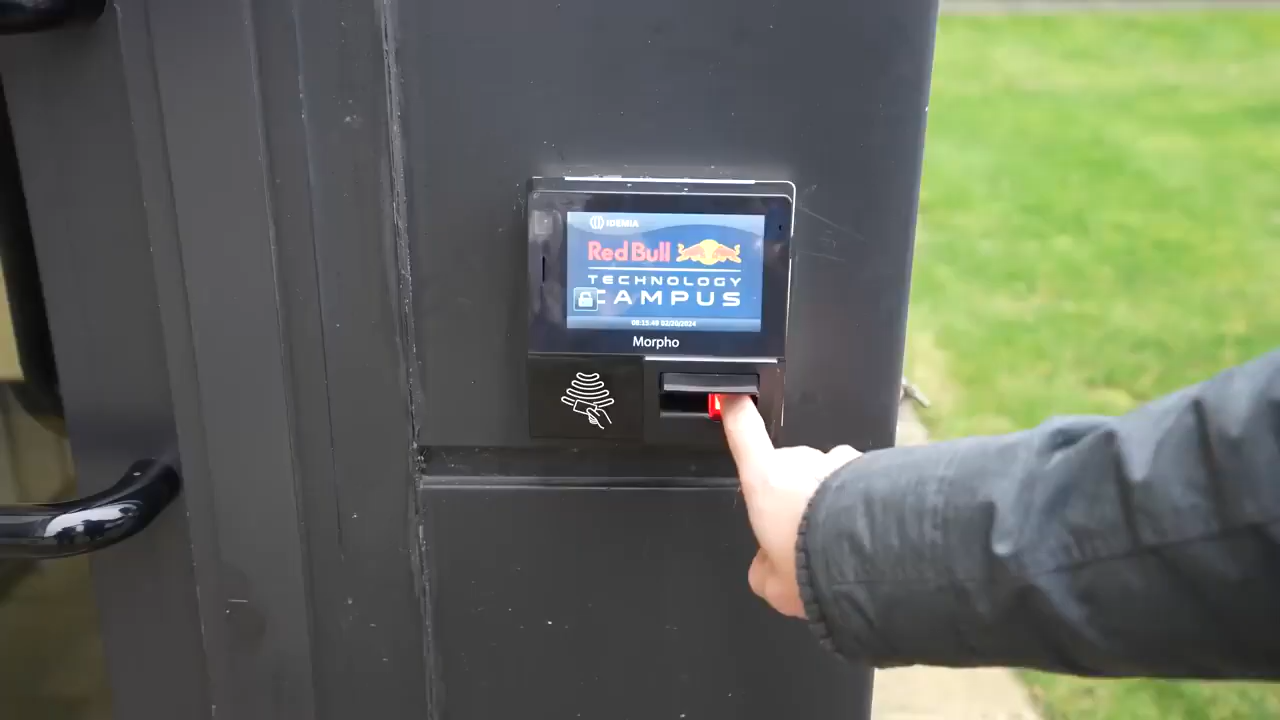 IDEMIA
Red Bull
TECHNOLOGY
CAMPUS
08:15:49 02/20/2024
Morpho